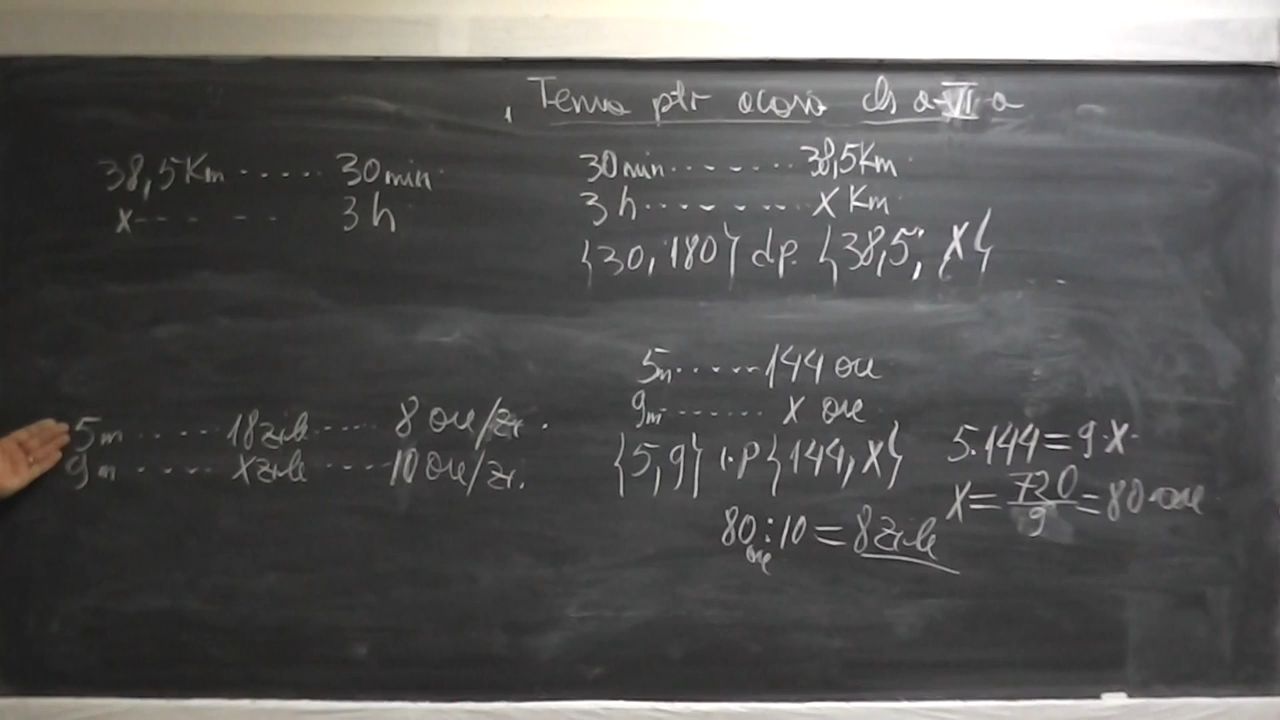 Tema ptr acasă cls a VI a
38,5 Km ..... 30 min
x ..... 3 h
30 min ....... 38,5 Km
3 h ........ x Km
{30, 180} dp. {38,5; x}
5m ..... 18 zile ..... 8 ore/zi.
9m ..... x zile ..... 10 ore/zi.
5m ...... 144 ore
9m ....... x ore
{5, 9} i.p {144, x}
80 ore : 10 = 8 zile
5.144 = 9.x
x = 720/9 = 80 ore